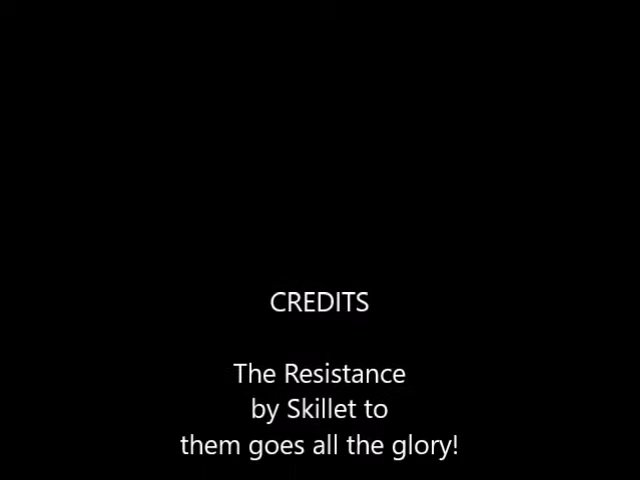 CREDITS
The Resistance
by Skillet to
them goes all the glory!